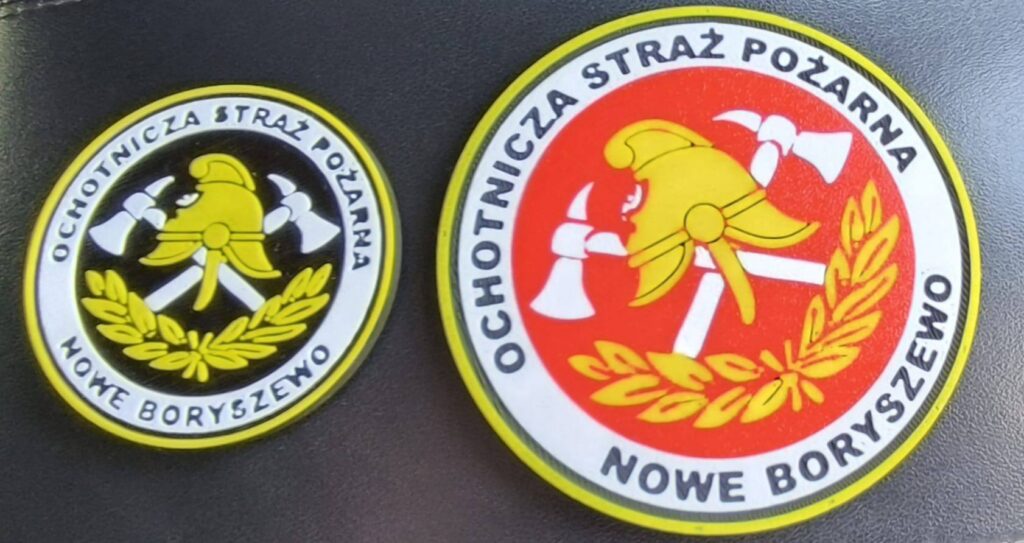 OCHOTNICZA STRAŻ POŻARNA
NOWE BORYSZEWO
OCHOTNICZA STRAŻ POŻARNA
NOWE BORYSZEWO